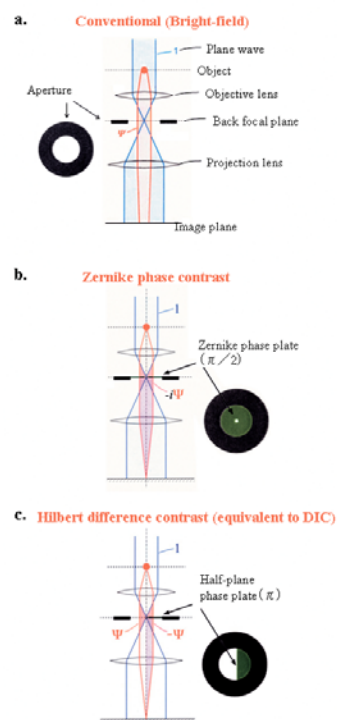 a.
Conventional (Bright-field)
1
Plane wave
Object
Aperture
Objective lens
Back focal plane
Ψ
Projection lens
Image plane
b.
Zernike phase contrast
1
Zernike phase plate
(π/2)
-iΨ
c.
Hilbert difference contrast (equivalent to DIC)
1
Half-plane
phase plate(π)
Ψ
-Ψ